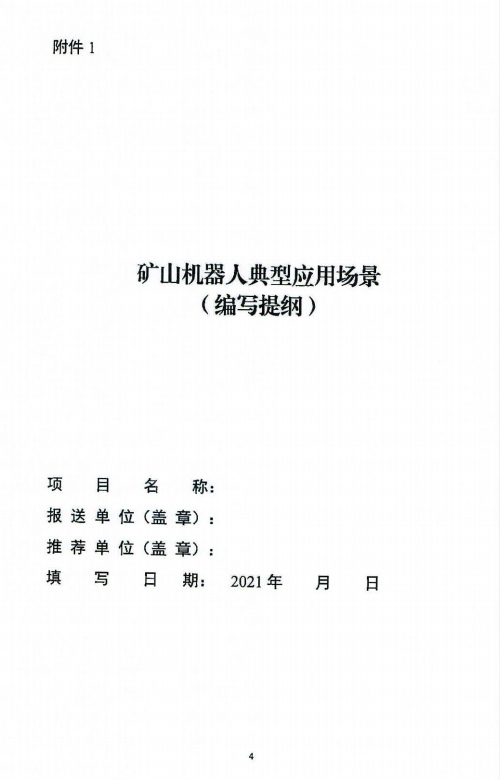 附件 1
矿山机器人典型应用场景
（编写提纲）
项 目 名 称：
报 送 单 位（盖 章）：
推 荐 单 位（盖 章）：
填 写 日 期： 2021 年 月 日
4